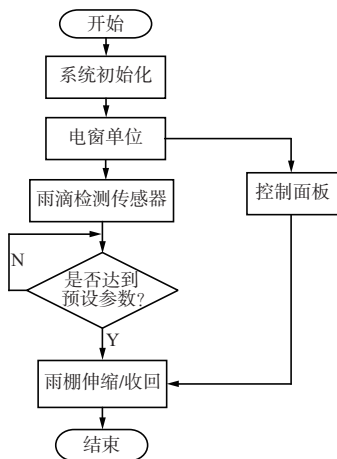 开始
系统初始化
电窗单位
雨滴检测传感器
控制面板
N
是否达到
预设参数?
Y
雨棚伸缩/收回
结束